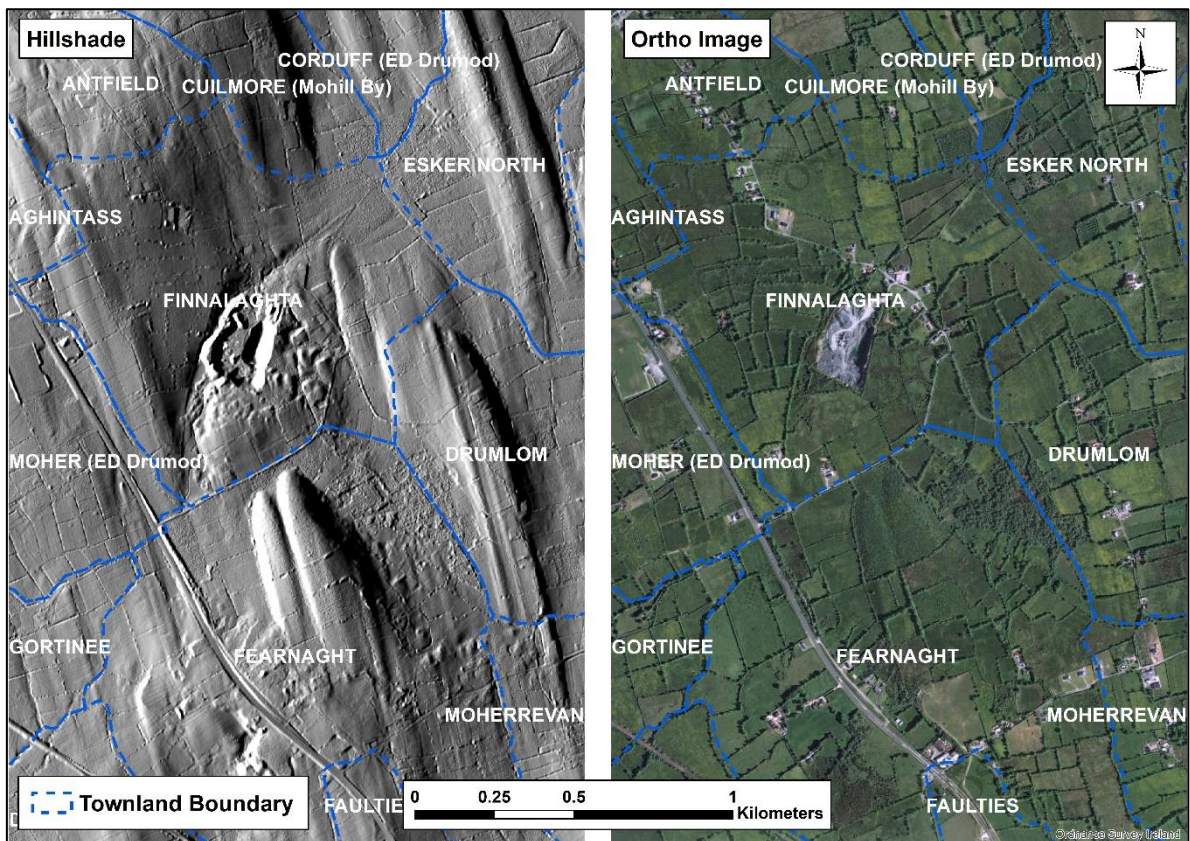 Hillshade
ANTFIELD
CORDUFF (ED Drumod)
CUILMORE (Mohill By)
ESKER NORTH
AGHINTASS
FINNALAGHTA
MOHER (ED Drumod)
DRUMLOM
GORTINEE
FEARNAGHT
MOHERREVAN
FAULTIES
Townland Boundary
Ortho Image
N
ANTFIELD
CORDUFF (ED Drumod)
CUILMORE (Mohill By)
ESKER NORTH
AGHINTASS
FINNALAGHTA
MOHER (ED Drumod)
DRUMLOM
GORTINEE
FEARNAGHT
MOHERREVAN
FAULTIES
0 0.25 0.5 1
Kilometers
Ordnance Survey Ireland